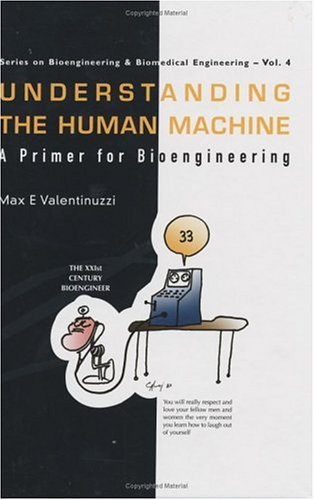 Series on Bioengineering & Biomedical Engineering – Vol. 4
UNDERSTANDING
THE HUMAN MACHINE
A Primer for Bioengineering
Max E Valentinuzzi
33
THE XXIst
CENTURY
BIOENGINEER
You will really respect and
love your fellow men and
women the very moment
you learn how to laugh out
of yourself
Copyrighted Material